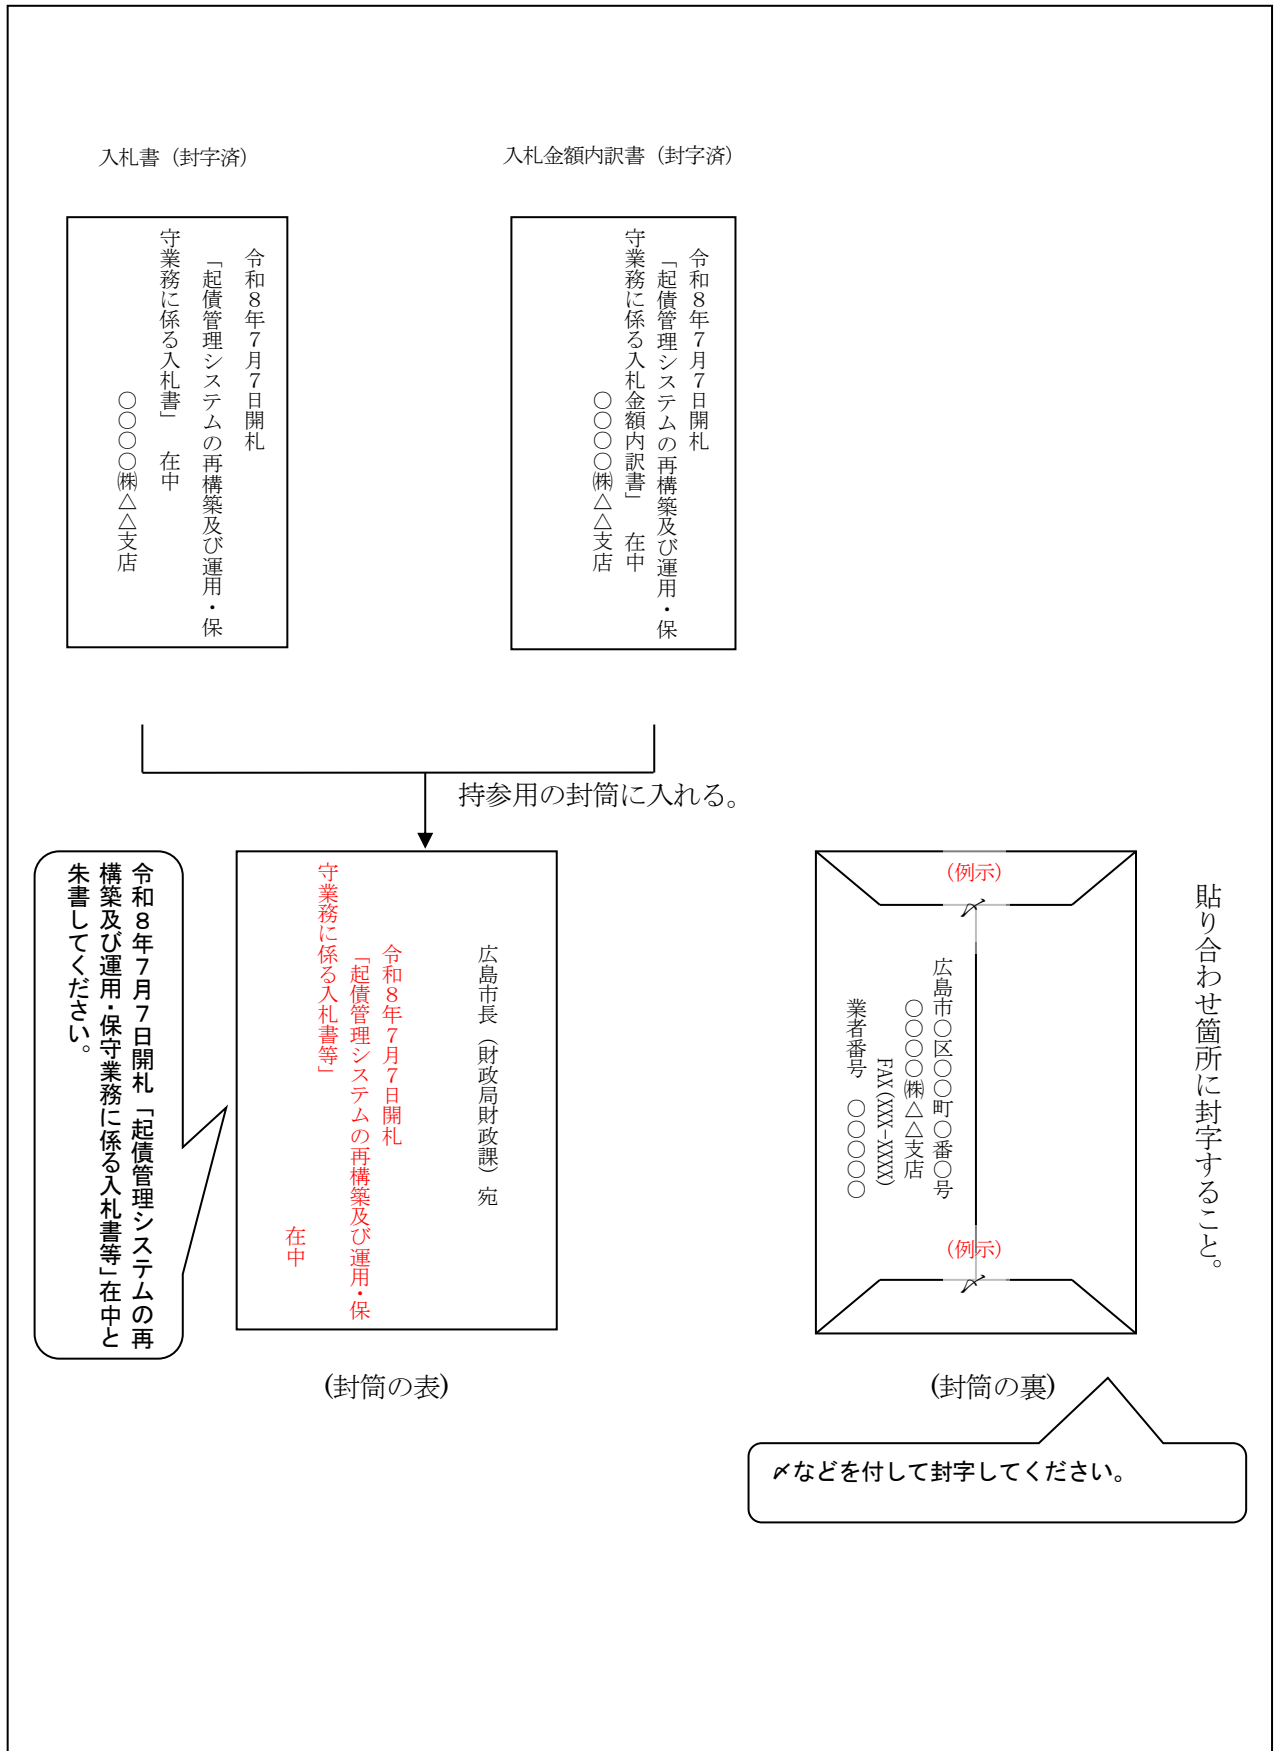 入札書（封字済）
入札金額内訳書（封字済）
令和８年７月７日開札
「起債管理システムの再構築及び運用・保
守業務に係る入札書」　在中
〇〇〇〇㈱△△支店
令和８年７月７日開札
「起債管理システムの再構築及び運用・保
守業務に係る入札金額内訳書」　在中
〇〇〇〇㈱△△支店
持参用の封筒に入れる。
令和８年７月７日開札「起債管理システムの再
構築及び運用・保守業務に係る入札書等」在中と
朱書してください。
広島市長（財政局財政課）宛
令和８年７月７日開札
「起債管理システムの再構築及び運用・保
守業務に係る入札書等」
在中
(封筒の表)
貼り合わせ箇所に封字すること。
(例示)
〆
広島市〇区〇〇町〇番〇号
〇〇〇〇㈱△△支店
FAX(XXX-XXXX)
業者番号　〇〇〇〇〇
(例示)
〆
(封筒の裏)
〆などを付して封字してください。